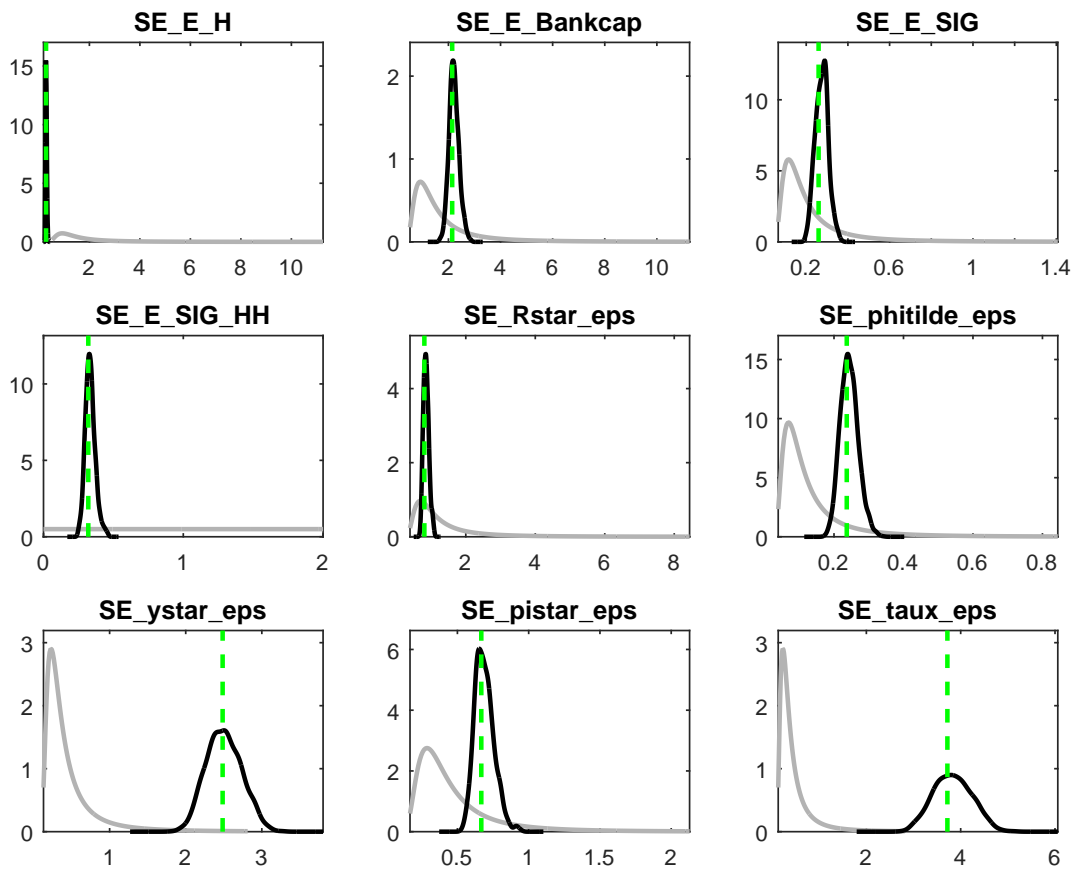 SE_E_H
SE_E_Bankcap
SE_E_SIG
15
10
5
0
2 4 6 8 10
2
1
0
2 4 6 8 10
10
5
0
0.2 0.6 1 1.4
SE_E_SIG_HH
SE_Rstar_eps
SE_phitilde_eps
10
5
0
0 1 2
4
2
0
2 4 6 8
15
10
5
0
0.2 0.4 0.6 0.8
SE_ystar_eps
SE_pistar_eps
SE_taux_eps
3
2
1
0
1 2 3
6
4
2
0
0.5 1 1.5 2
3
2
1
0
2 4 6